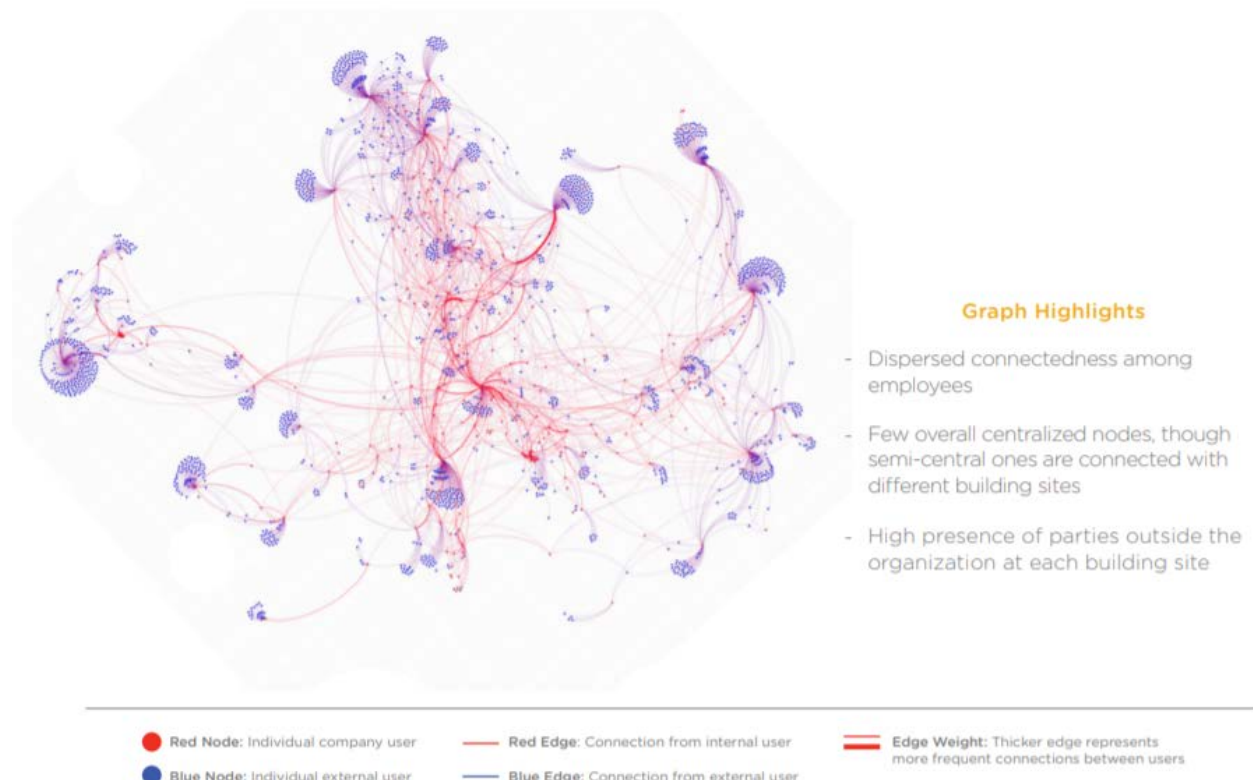 Graph Highlights
- Dispersed connectedness among
employees
- Few overall centralized nodes, though
semi-central ones are connected with
different building sites
- High presence of parties outside the
organization at each building site
Red Node: Individual company user
Red Edge: Connection from internal user
Edge Weight: Thicker edge represents
more frequent connections between users
Blue Node: Individual external user
Blue Edge: Connection from external user